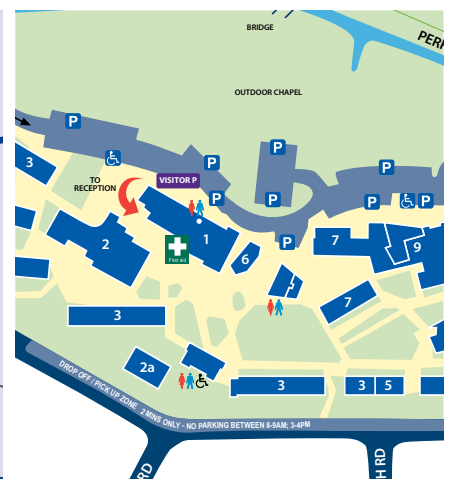 BRIDGE
PERR
OUTDOOR CHAPEL
P
3
P
P
P
TO
RECEPTION
VISITOR P
P
P
P
P
1
2
First aid
6
P
7
9
7
3
2a
3
3
5
DROP OFF / PICK UP ZONE 2 MINS ONLY - NO PARKING BETWEEN 8-9AM; 3-4PM
RD
H RD